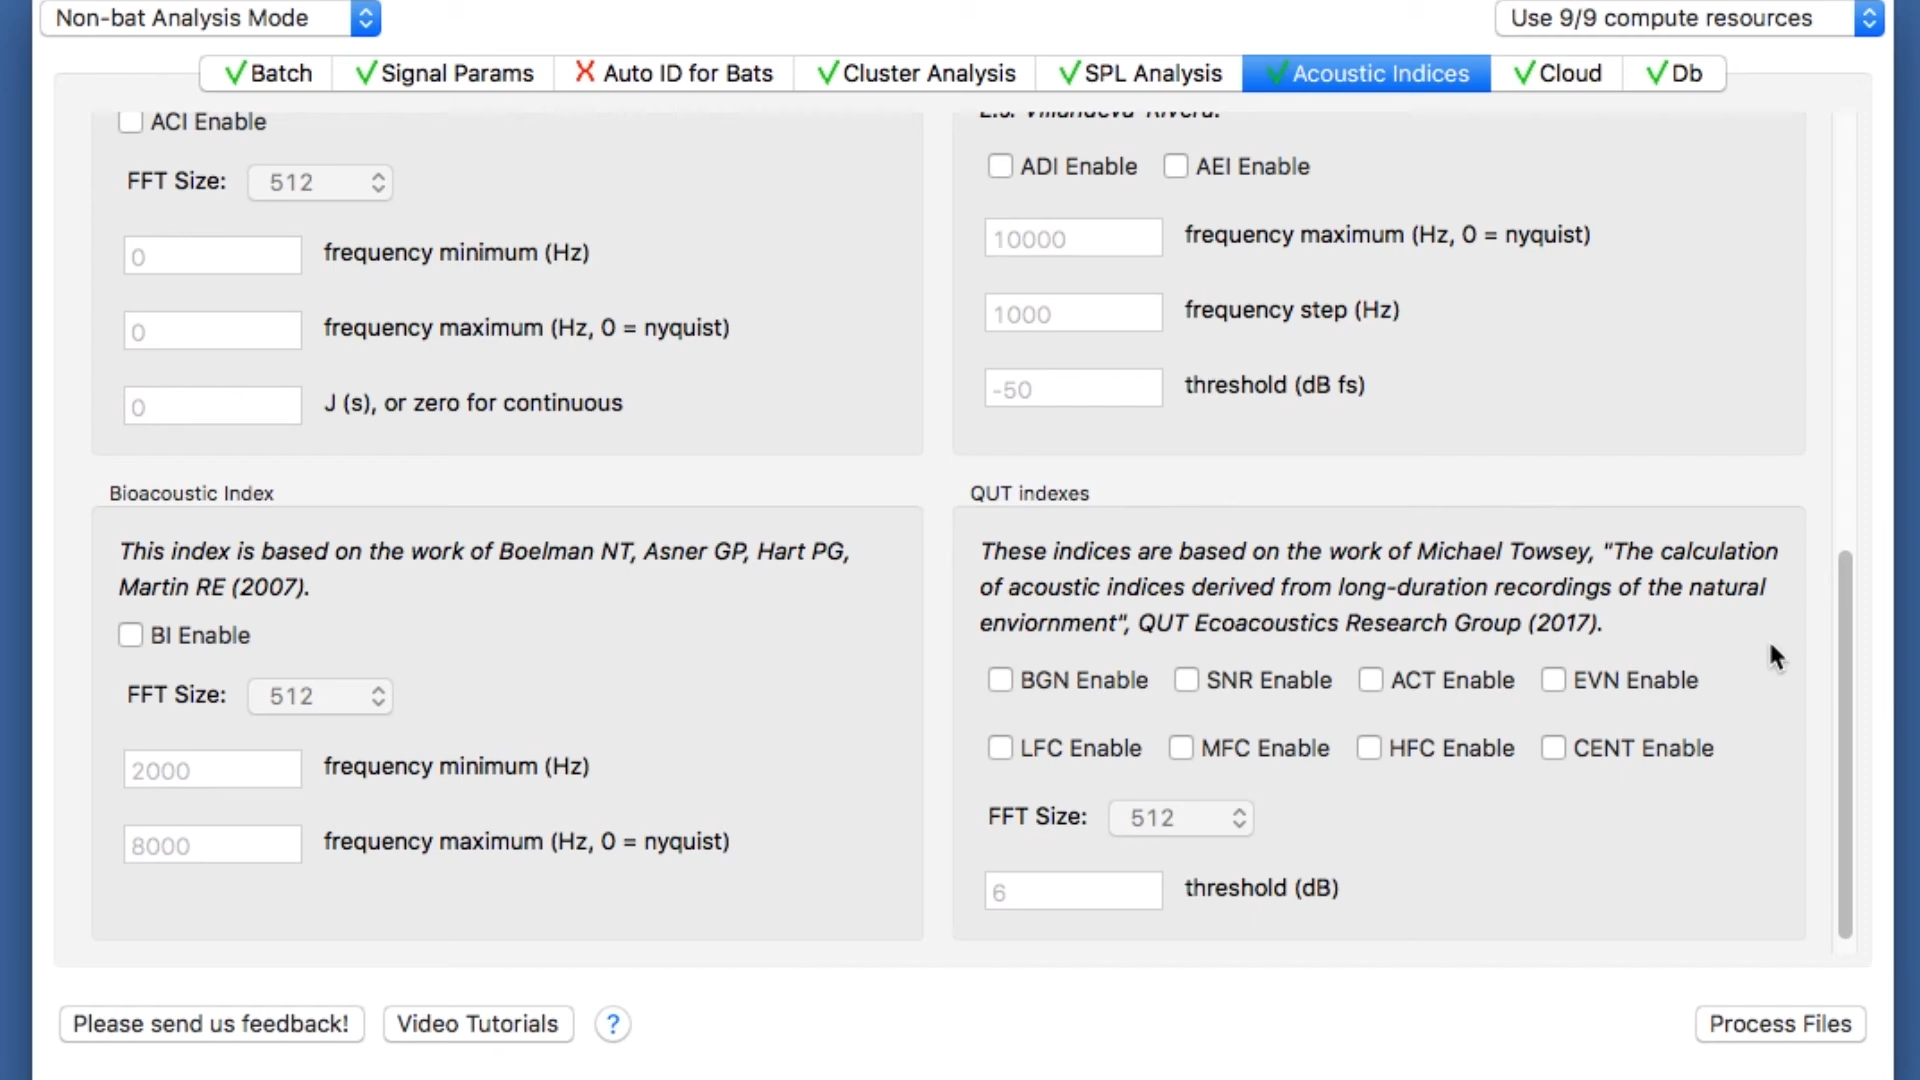 Non-bat Analysis Mode
Use 9/9 compute resources
Batch
Signal Params
Auto ID for Bats
Cluster Analysis
SPL Analysis
Acoustic Indices
Cloud
Db
ACI Enable
FFT Size: 512
0 frequency minimum (Hz)
0 frequency maximum (Hz, 0 = nyquist)
0 J (s), or zero for continuous
L.J. Villanueva-Rivera.
ADI Enable AEI Enable
10000 frequency maximum (Hz, 0 = nyquist)
1000 frequency step (Hz)
-50 threshold (dB fs)
Bioacoustic Index
This index is based on the work of Boelman NT, Asner GP, Hart PG,
Martin RE (2007).
BI Enable
FFT Size: 512
2000 frequency minimum (Hz)
8000 frequency maximum (Hz, 0 = nyquist)
QUT indexes
These indices are based on the work of Michael Towsey, "The calculation
of acoustic indices derived from long-duration recordings of the natural
enviornment", QUT Ecoacoustics Research Group (2017).
BGN Enable SNR Enable ACT Enable EVN Enable
LFC Enable MFC Enable HFC Enable CENT Enable
FFT Size: 512
6 threshold (dB)
Please send us feedback!
Video Tutorials
?
Process Files